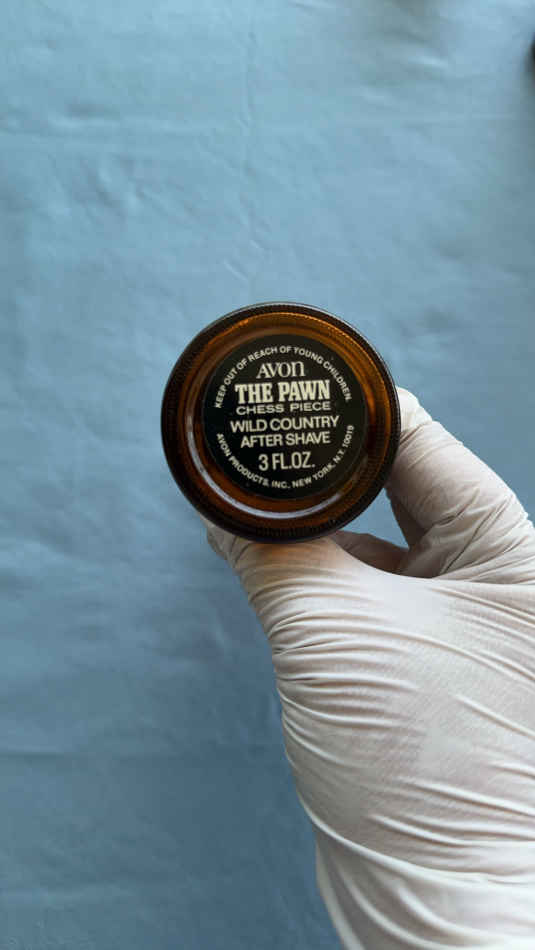 KEEP OUT OF REACH OF YOUNG CHILDREN.
AVON
THE PAWN
CHESS PIECE
WILD COUNTRY
AFTER SHAVE
3 FL.OZ.
AVON PRODUCTS, INC., NEW YORK, N.Y. 10019